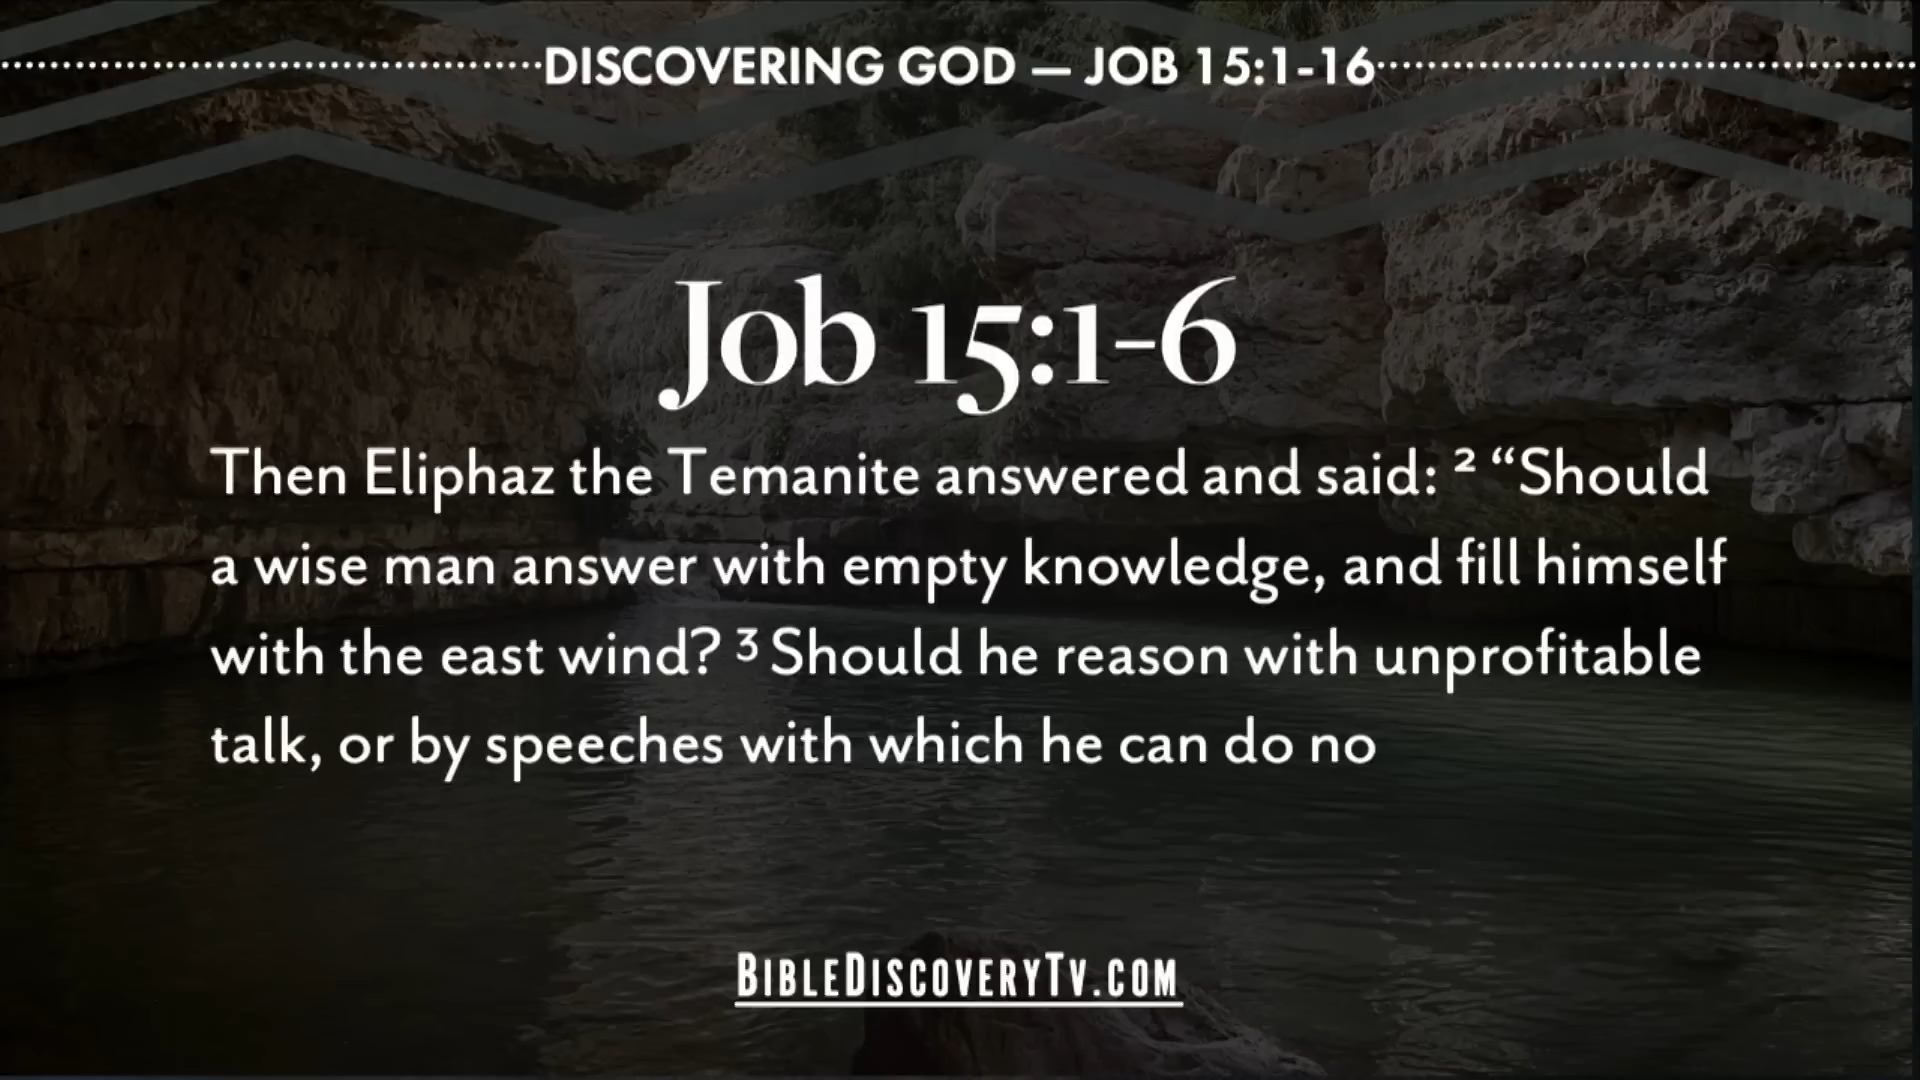 DISCOVERING GOD — JOB 15:1-16
Job 15:1-6
Then Eliphaz the Temanite answered and said: ² “Should
a wise man answer with empty knowledge, and fill himself
with the east wind? ³ Should he reason with unprofitable
talk, or by speeches with which he can do no
BIBLEDISCOVERYTV.COM